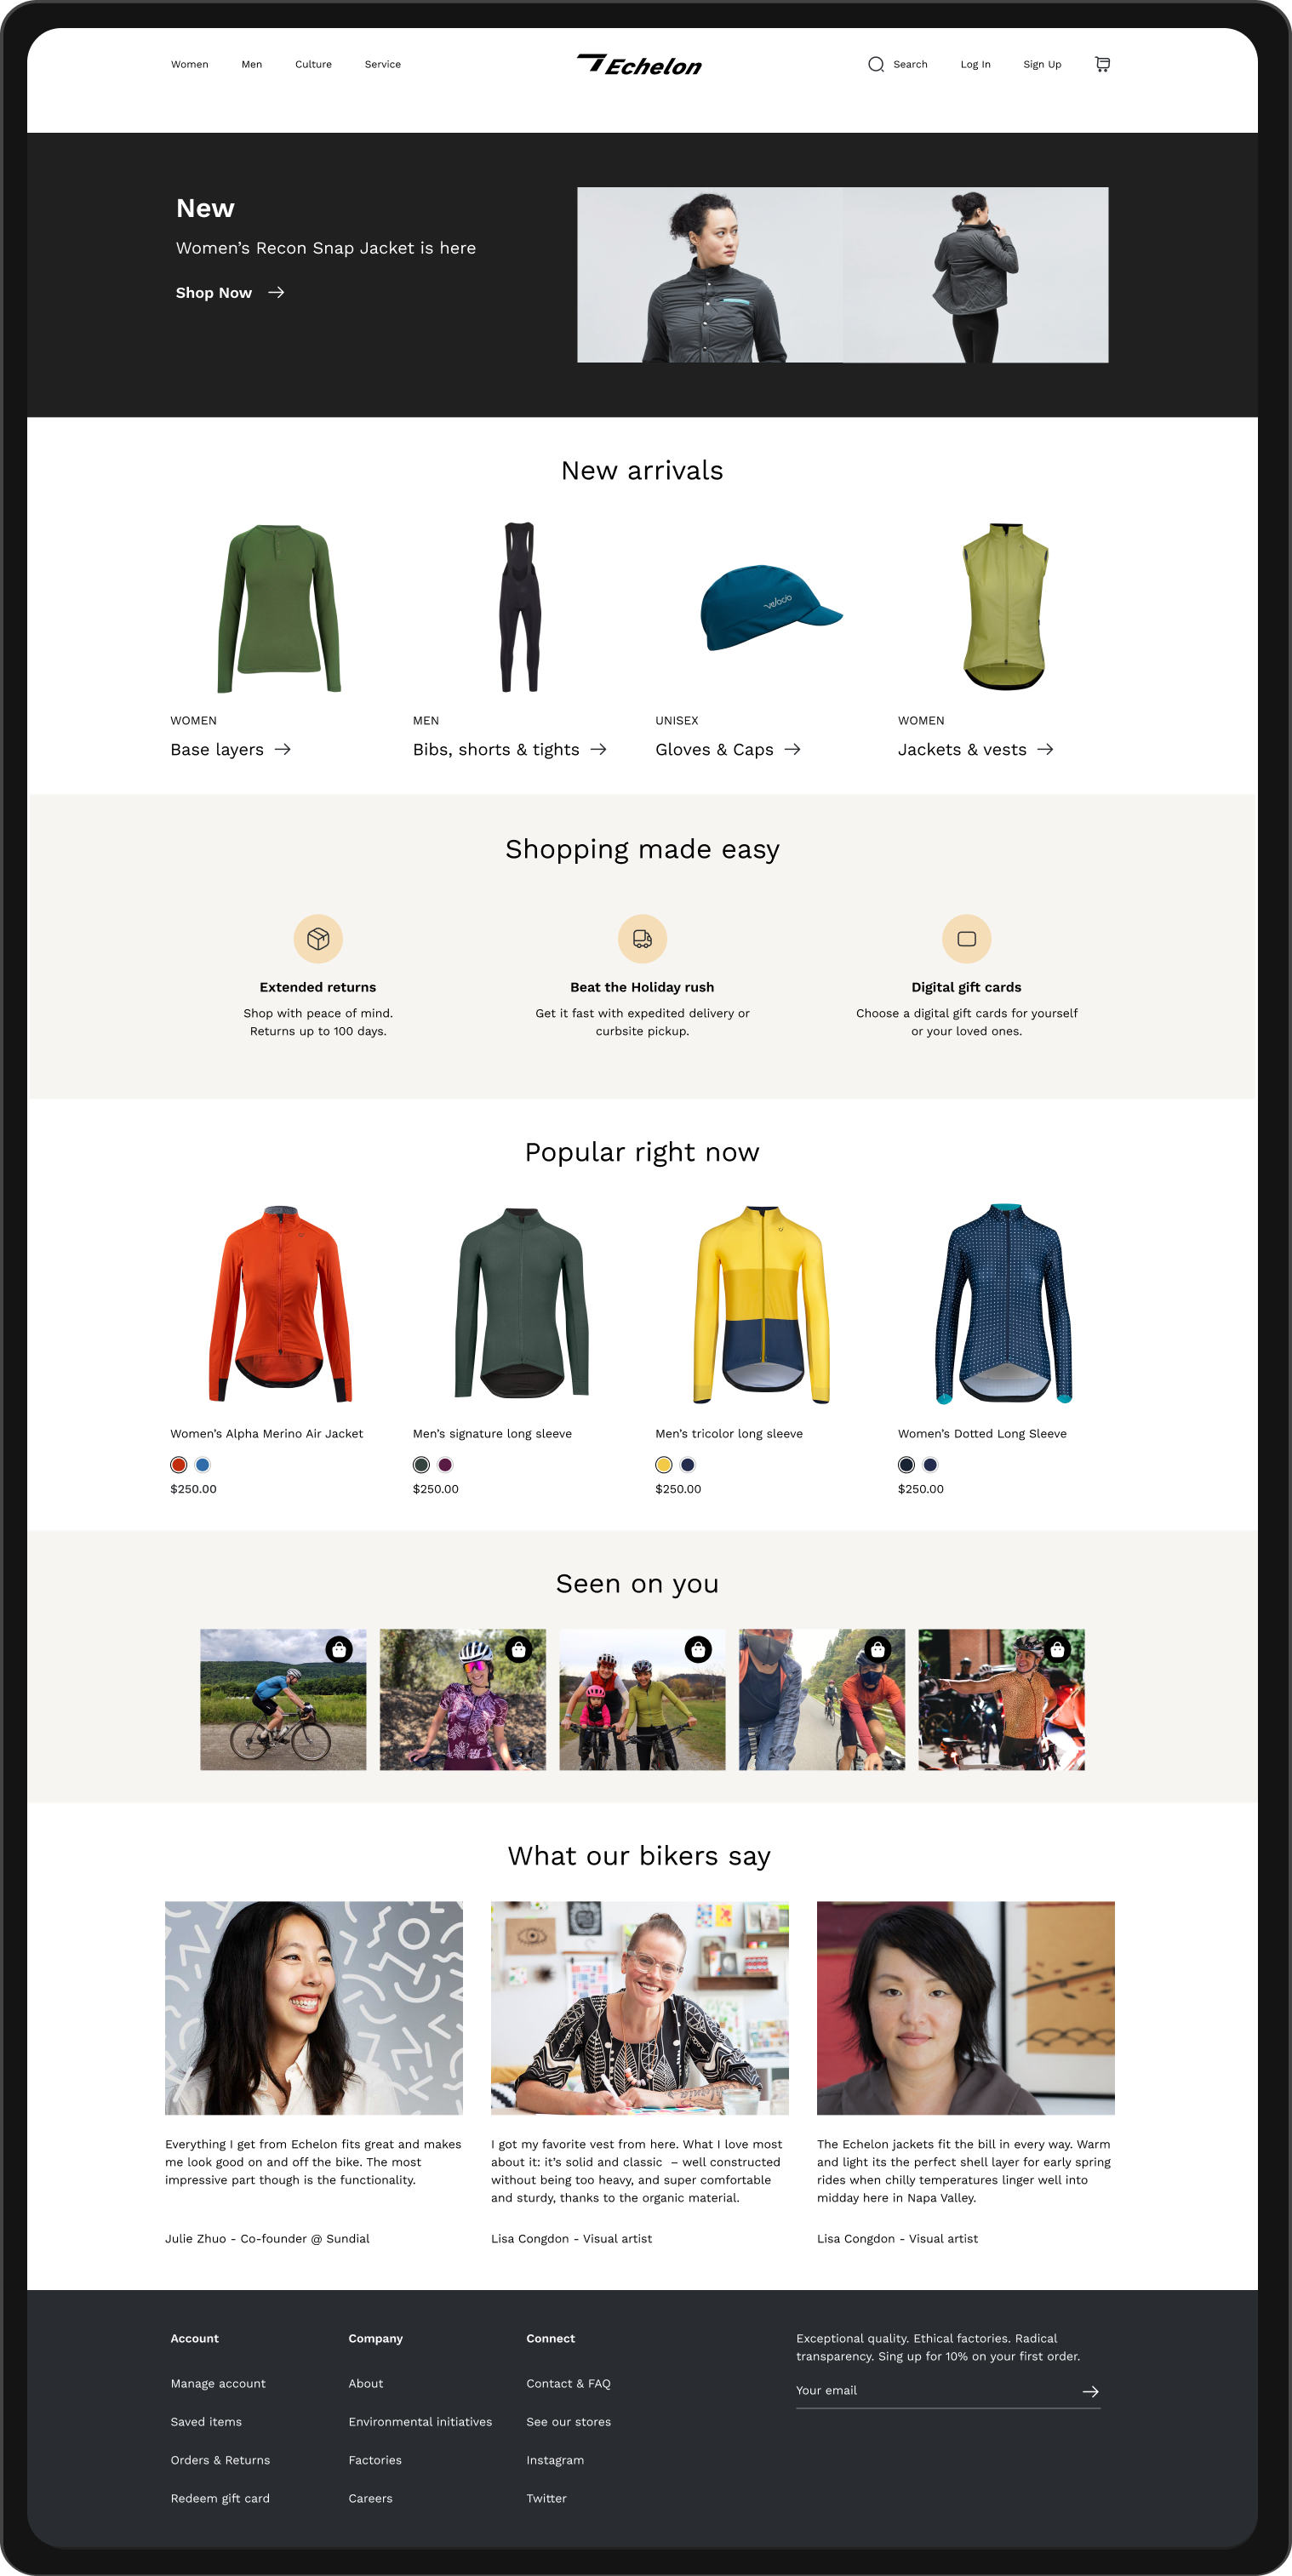 Women
Men
Culture
Service
Echelon
Search
Log In
Sign Up
New
Women’s Recon Snap Jacket is here
Shop Now
New arrivals
velocio
WOMEN
Base layers
MEN
Bibs, shorts & tights
UNISEX
Gloves & Caps
WOMEN
Jackets & vests
Shopping made easy
Extended returns
Shop with peace of mind.
Returns up to 100 days.
Beat the Holiday rush
Get it fast with expedited delivery or
curbsite pickup.
Digital gift cards
Choose a digital gift cards for yourself
or your loved ones.
Popular right now
Women’s Alpha Merino Air Jacket
$250.00
Men’s signature long sleeve
$250.00
Men’s tricolor long sleeve
$250.00
Women’s Dotted Long Sleeve
$250.00
Seen on you
What our bikers say
Everything I get from Echelon fits great and makes
me look good on and off the bike. The most
impressive part though is the functionality.
Julie Zhuo - Co-founder @ Sundial
I got my favorite vest from here. What I love most
about it: it’s solid and classic  – well constructed
without being too heavy, and super comfortable
and sturdy, thanks to the organic material.
Lisa Congdon - Visual artist
The Echelon jackets fit the bill in every way. Warm
and light its the perfect shell layer for early spring
rides when chilly temperatures linger well into
midday here in Napa Valley.
Lisa Congdon - Visual artist
Account
Manage account
Saved items
Orders & Returns
Redeem gift card
Company
About
Environmental initiatives
Factories
Careers
Connect
Contact & FAQ
See our stores
Instagram
Twitter
Exceptional quality. Ethical factories. Radical
transparency. Sing up for 10% on your first order.
Your email